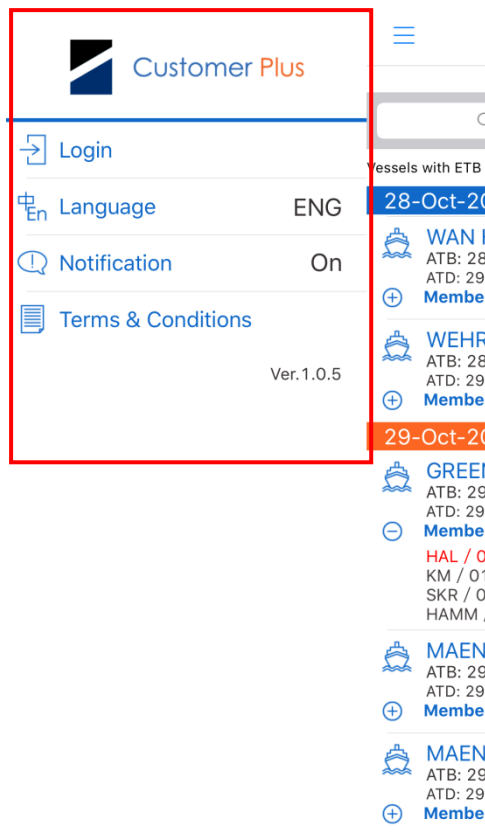 Customer Plus
Login
中En Language ENG
Notification On
Terms & Conditions
Ver.1.0.5
Vessels with ETB
28-Oct-20
WAN
ATB: 28
ATD: 29
Membe
WEHR
ATB: 28
ATD: 29
Membe
29-Oct-20
GREEN
ATB: 29
ATD: 29
Membe
HAL / 0
KM / 01
SKR / 0
HAMM /
MAEN
ATB: 29
ATD: 29
Membe
MAEN
ATB: 29
ATD: 29
Membe